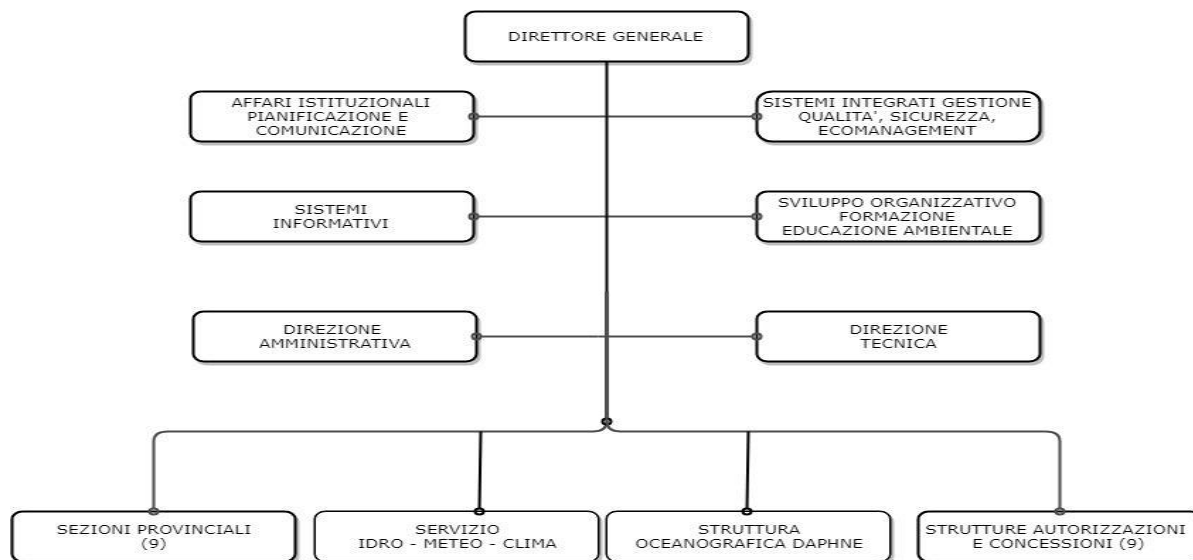 DIRETTORE GENERALE
AFFARI ISTITUZIONALI
PIANIFICAZIONE E
COMUNICAZIONE
SISTEMI INTEGRATI GESTIONE
QUALITA', SICUREZZA,
ECOMANAGEMENT
SISTEMI
INFORMATIVI
SVILUPPO ORGANIZZATIVO
FORMAZIONE
EDUCAZIONE AMBIENTALE
DIREZIONE
AMMINISTRATIVA
DIREZIONE
TECNICA
SEZIONI PROVINCIALI
(9)
SERVIZIO
IDRO - METEO - CLIMA
STRUTTURA
OCEANOGRAFICA DAPHNE
STRUTTURE AUTORIZZAZIONI
E CONCESSIONI (9)